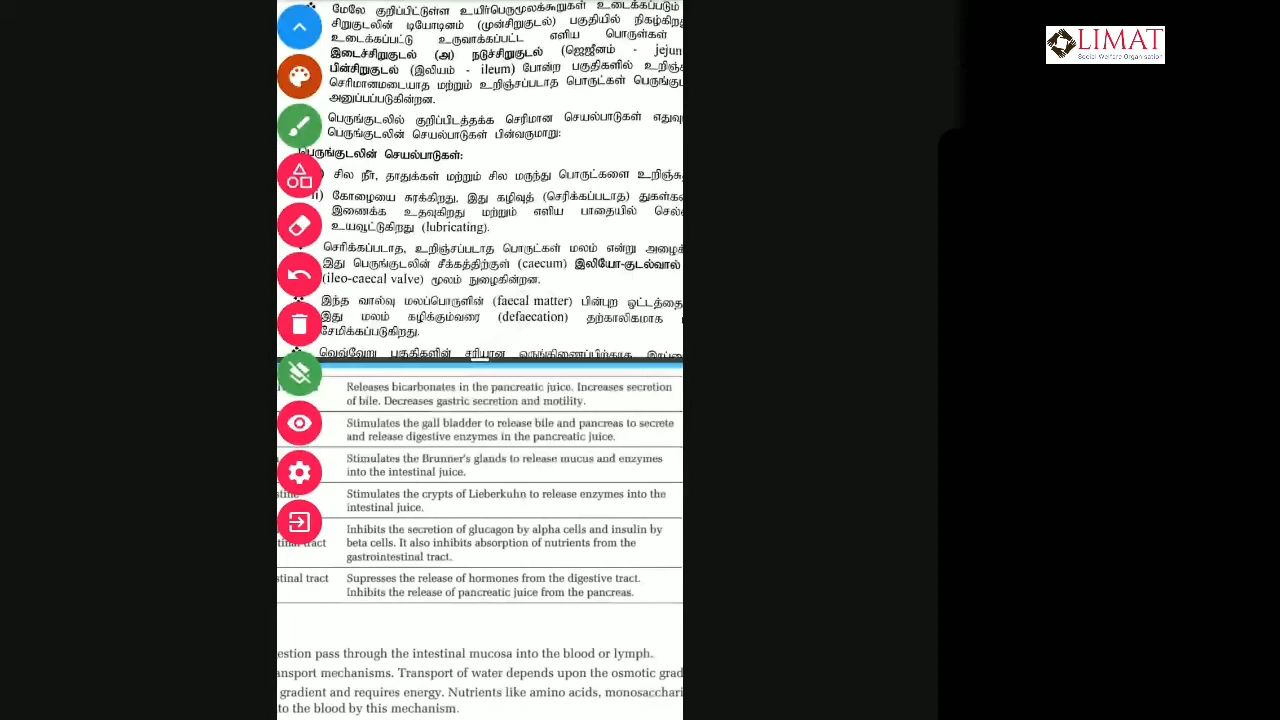 மேலே குறிப்பிட்டுள்ள உயிர்பெருமூலக்கூறுகள் உடைக்கப்படும்
சிறுகுடலின் டியோடினம் (முன்சிறுகுடல்) பகுதியில்
உடைக்கப்பட்டு உருவாக்கப்பட்ட எளிய பொருள்கள்
இடைச்சிறுகுடல் (அ) நடுச்சிறுகுடல் (ஜெஜீனம் - jejun
பின்சிறுகுடல் (இலியம் - ileum) போன்ற பகுதிகளில்
செரிமானமடையாத மற்றும் உறிஞ்சப்படாத பொருட்கள்
அனுப்பப்படுகின்றன.
பெருங்குடலில் குறிப்பிடத்தக்க செரிமான செயல்பாடுகள்
பெருங்குடலின் செயல்பாடுகள் பின்வருமாறு:
பெருங்குடலின் செயல்பாடுகள்:
சில நீர், தாதுக்கள் மற்றும் சில மருந்து பொருட்களை
ii) கோழையை சுரக்கிறது, இது கழிவுத் (செரிக்கப்படாத)
இணைக்க உதவுகிறது மற்றும் எளிய பாதையில்
உயவூட்டுகிறது (lubricating).
செரிக்கப்படாத, உறிஞ்சப்படாத பொருட்கள் மலம் என்று
இது பெருங்குடலின் சீக்கத்திற்குள் (caecum) இலியோ-குடல்வால்
(ileo-caecal valve) மூலம் நுழைகின்றன.
இந்த வால்வு மலப்பொருளின் (faecal matter) பின்புற
இது மலம் கழிக்கும்வரை (defaecation) தற்காலிகமாக
சேமிக்கப்படுகிறது.
வெவ்வேறு பகுதிகளின் சரியான
Releases bicarbonates in the pancreatic juice. Increases secretion
of bile. Decreases gastric secretion and motility.
Stimulates the gall bladder to release bile and pancreas to secrete
and release digestive enzymes in the pancreatic juice.
Stimulates the Brunner's glands to release mucus and enzymes
into the intestinal juice.
Stimulates the crypts of Lieberkuhn to release enzymes into the
intestinal juice.
Inhibits the secretion of glucagon by alpha cells and insulin by
tinal tract beta cells. It also inhibits absorption of nutrients from the
gastrointestinal tract.
stinal tract Supresses the release of hormones from the digestive tract.
Inhibits the release of pancreatic juice from the pancreas.
estion pass through the intestinal mucosa into the blood or lymph.
ansport mechanisms. Transport of water depends upon the osmotic grad
gradient and requires energy. Nutrients like amino acids, monosacchari
to the blood by this mechanism.
LIMAT
Social Welfare Organisation